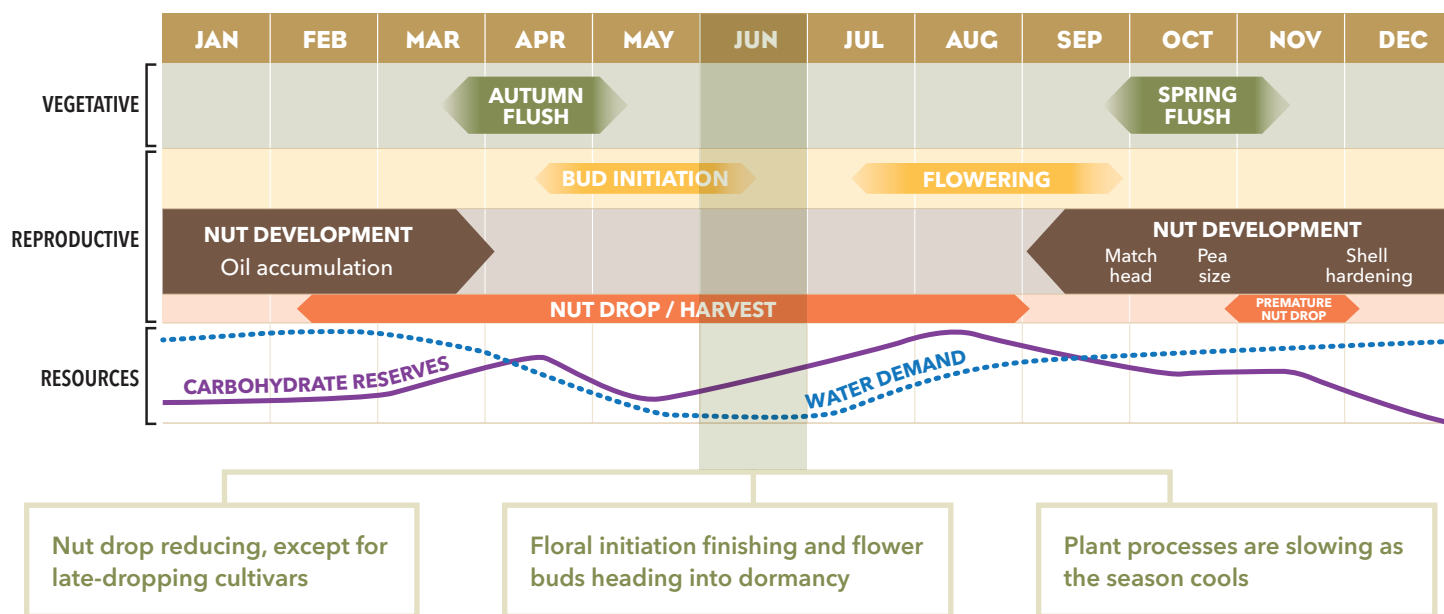 JAN FEB MAR APR MAY JUN JUL AUG SEP OCT NOV DEC
VEGETATIVE
AUTUMN
FLUSH
SPRING
FLUSH
REPRODUCTIVE
BUD INITIATION
FLOWERING
NUT DEVELOPMENT
Oil accumulation
NUT DEVELOPMENT
Match
head
Pea
size
Shell
hardening
NUT DROP / HARVEST
PREMATURE
NUT DROP
RESOURCES
CARBOHYDRATE RESERVES
WATER DEMAND
Nut drop reducing, except for
late-dropping cultivars
Floral initiation finishing and flower
buds heading into dormancy
Plant processes are slowing as
the season cools